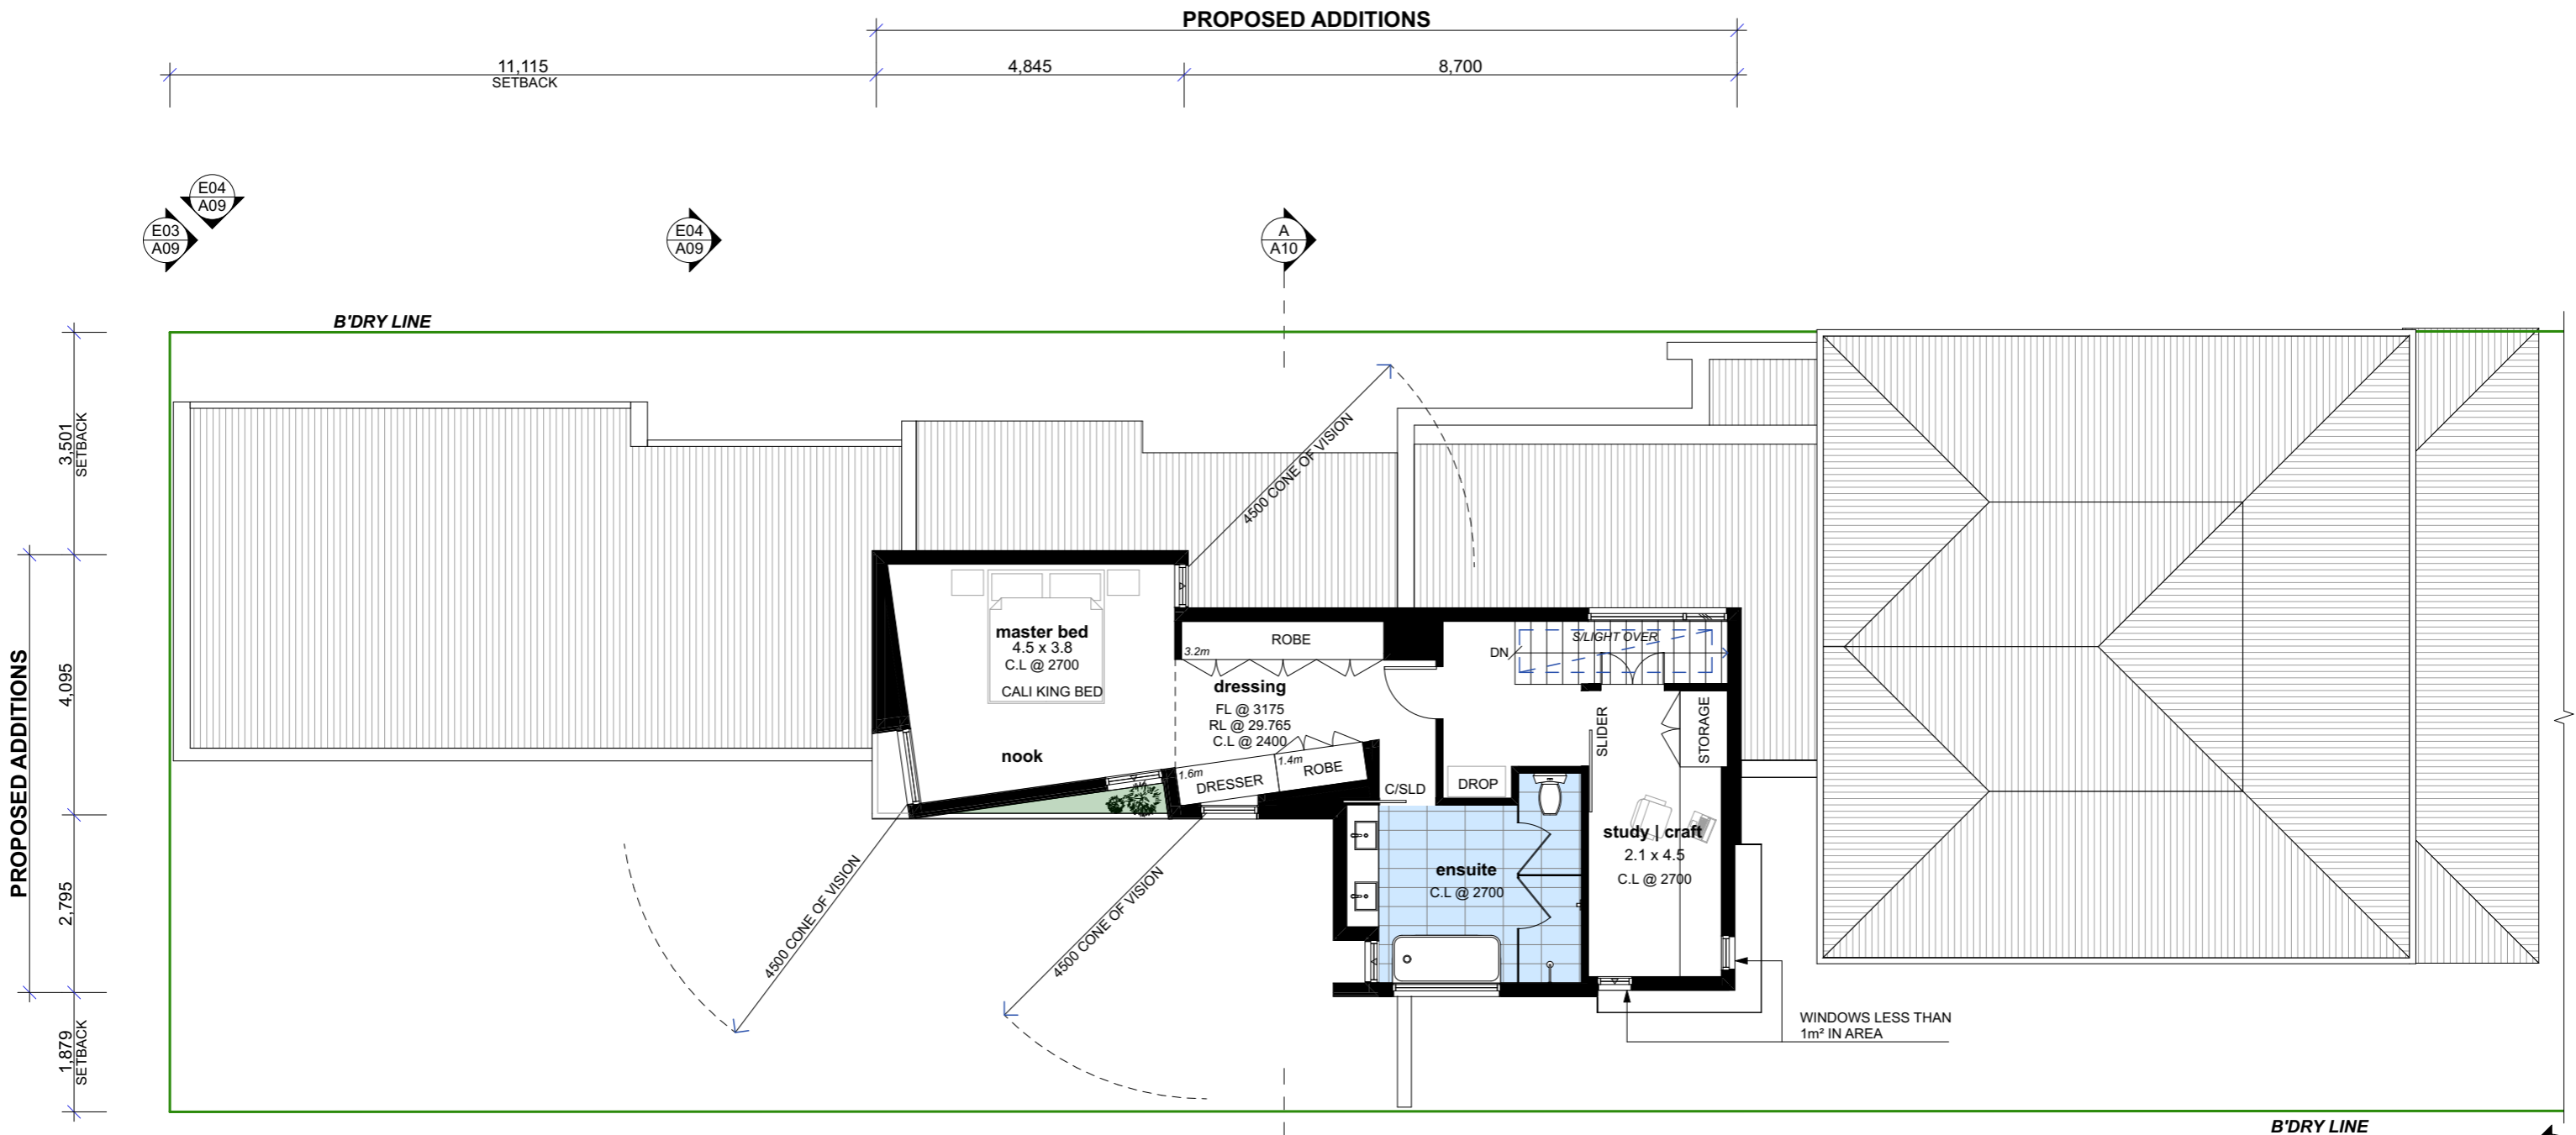 PROPOSED ADDITIONS
11,115
SETBACK
4,845
8,700
E04
A09
E03
A09
E04
A09
A
A10
B'DRY LINE
3,501
SETBACK
4,095
2,795
1,879
SETBACK
PROPOSED ADDITIONS
4500 CONE OF VISION
master bed
4.5 x 3.8
C.L @ 2700
CALI KING BED
nook
ROBE
3.2m
dressing
FL @ 3175
RL @ 29.765
C.L @ 2400
1.6m
DRESSER
1.4m
ROBE
S/LIGHT OVER
DN
SLIDER
STORAGE
C/SLD
DROP
study | craft
2.1 x 4.5
C.L @ 2700
ensuite
C.L @ 2700
4500 CONE OF VISION
4500 CONE OF VISION
WINDOWS LESS THAN
1m² IN AREA
B'DRY LINE